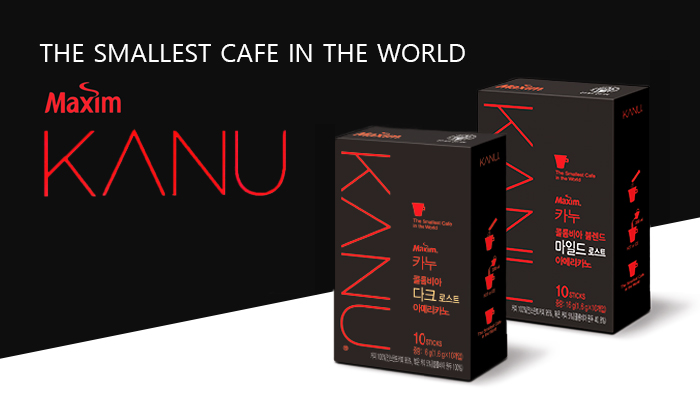 THE SMALLEST CAFE IN THE WORLD
Maxim
KANU
Maxim
KANU
KANU
The Smallest Cafe
in the World
Maxim.
카누
콜롬비아
다크 로스트
아메리카노
10 STICKS
KANU
KANU
The Smallest Cafe
in the World
Maxim.
카누
콜롬비아 블렌드
마일드 로스트
아메리카노
10 STICKS